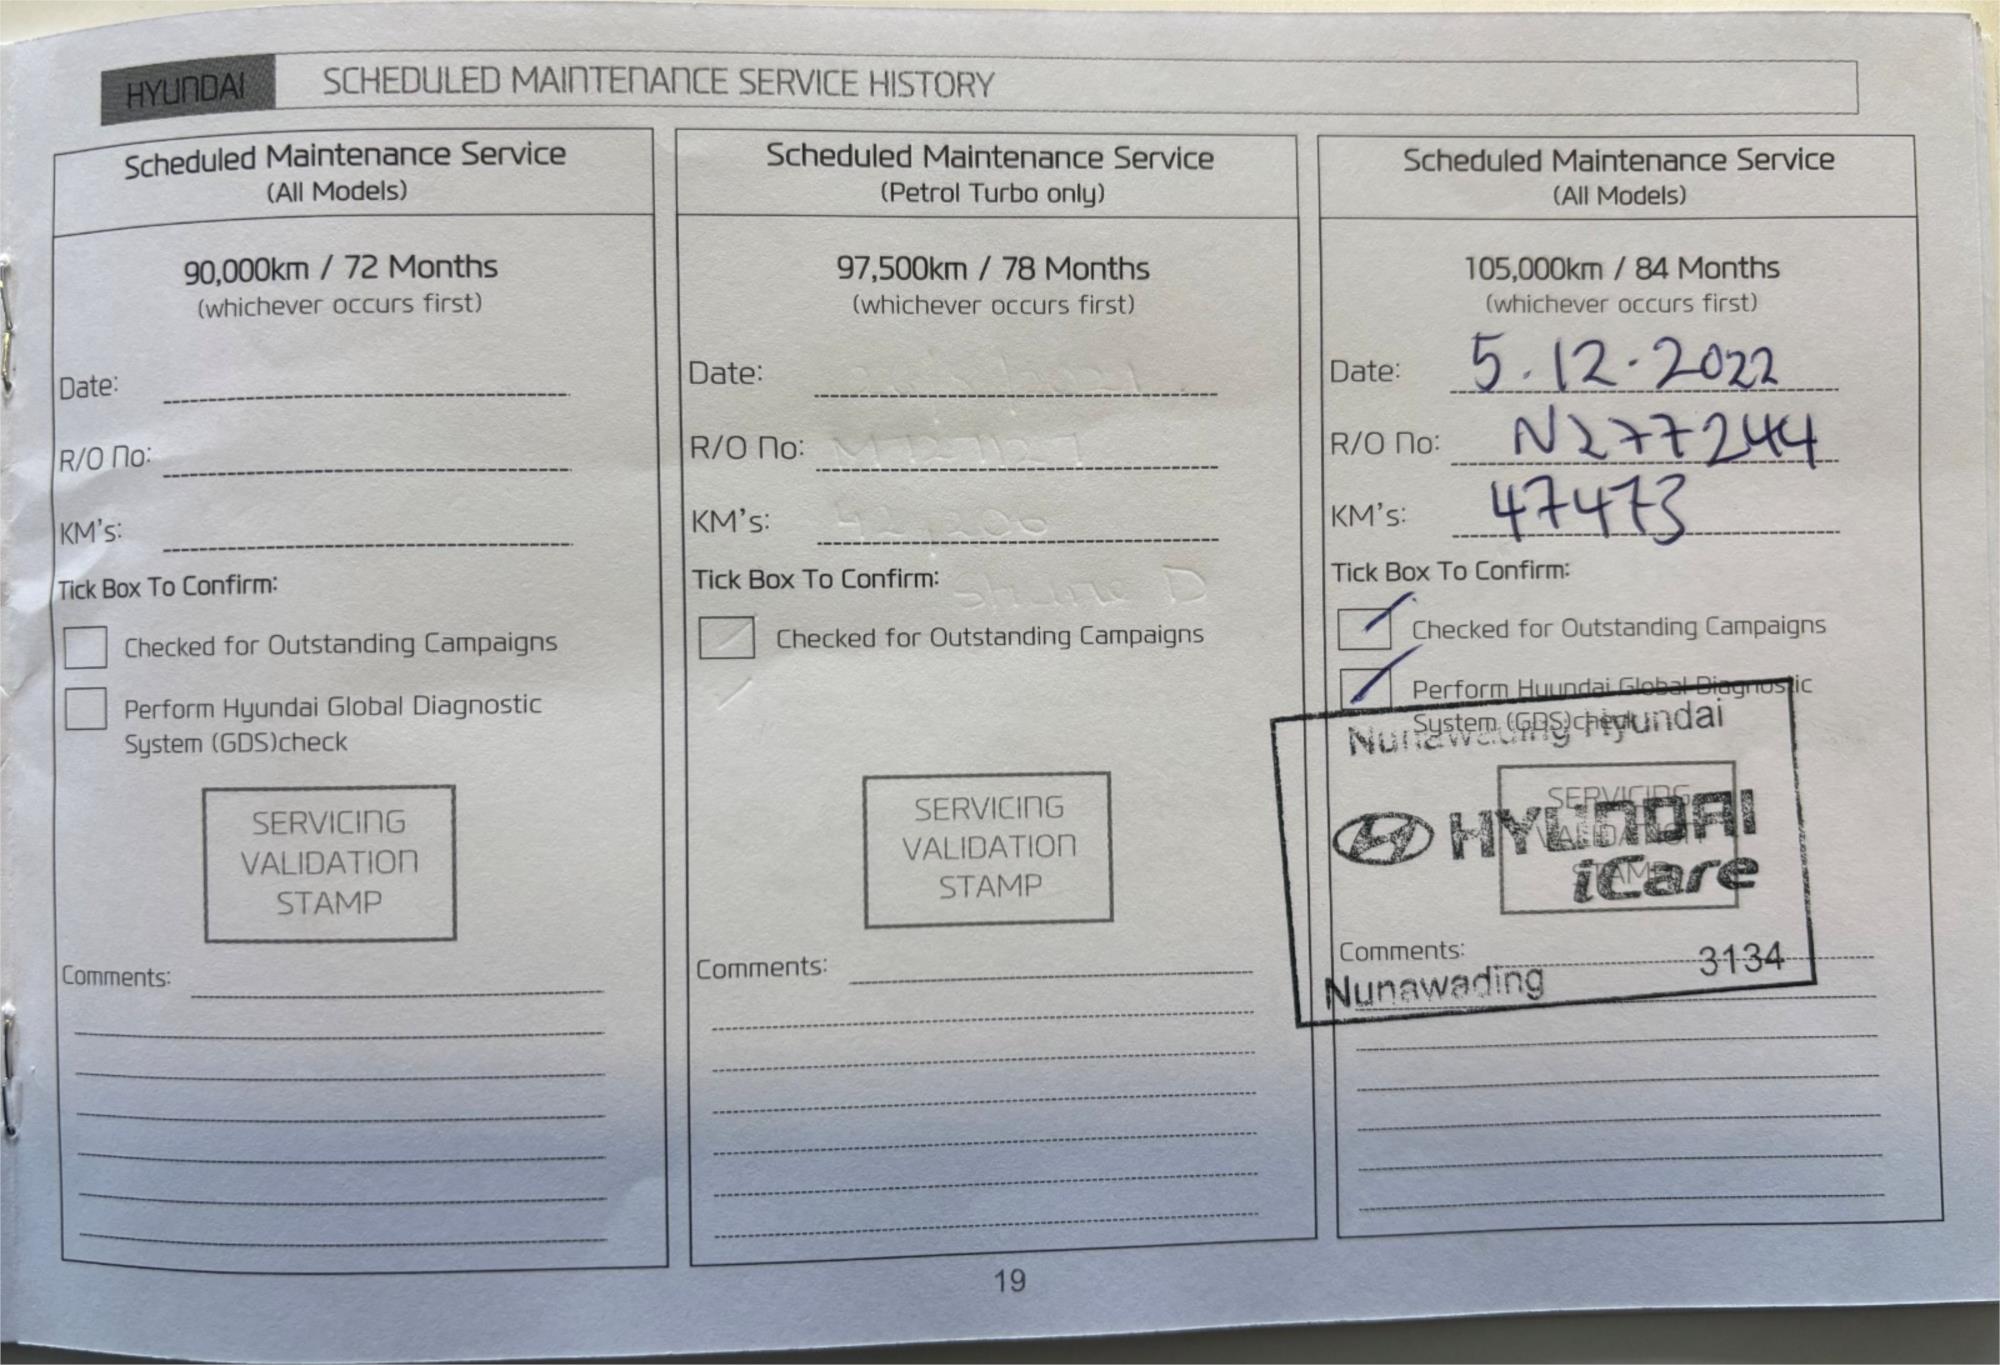 HYUNDAI SCHEDULED MAINTENANCE SERVICE HISTORY
Scheduled Maintenance Service
(All Models)
90,000km / 72 Months
(whichever occurs first)
Date:
R/O No:
KM's:
Tick Box To Confirm:
Checked for Outstanding Campaigns
Perform Hyundai Global Diagnostic
System (GDS)check
SERVICING
VALIDATION
STAMP
Comments:
Scheduled Maintenance Service
(Petrol Turbo only)
97,500km / 78 Months
(whichever occurs first)
Date:
R/O No:
KM's:
Tick Box To Confirm:
Checked for Outstanding Campaigns
SERVICING
VALIDATION
STAMP
Comments:
Scheduled Maintenance Service
(All Models)
105,000km / 84 Months
(whichever occurs first)
Date: 5.12.2022
R/O No: N277244
KM's: 47473
Tick Box To Confirm:
Checked for Outstanding Campaigns
Perform Hyundai Global Diagnostic
System (GDS)check
Nunawading Hyundai
SERVICING
VALIDATION
STAMP
HYUNDAI
iCare
Comments:
Nunawading 3134
19